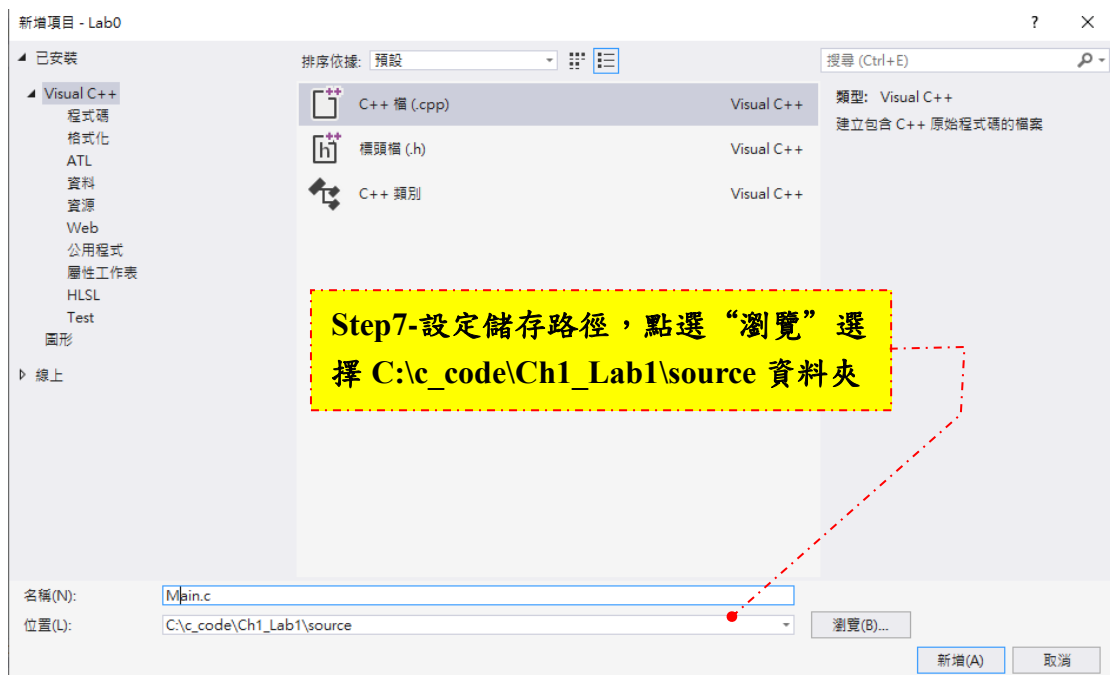 新增項目 - Lab0
?
已安裝
排序依據: 預設
搜尋 (Ctrl+E)
Visual C++
程式碼
格式化
ATL
資料
資源
Web
公用程式
屬性工作表
HLSL
Test
圖形
線上
C++ 檔 (.cpp) Visual C++
標頭檔 (.h) Visual C++
C++ 類別 Visual C++
類型: Visual C++
建立包含 C++ 原始程式碼的檔案
Step7-設定儲存路徑，點選“瀏覽”選
擇 C:\c_code\Ch1_Lab1\source 資料夾
名稱(N): Main.c
位置(L): C:\c_code\Ch1_Lab1\source 瀏覽(B)...
新增(A) 取消